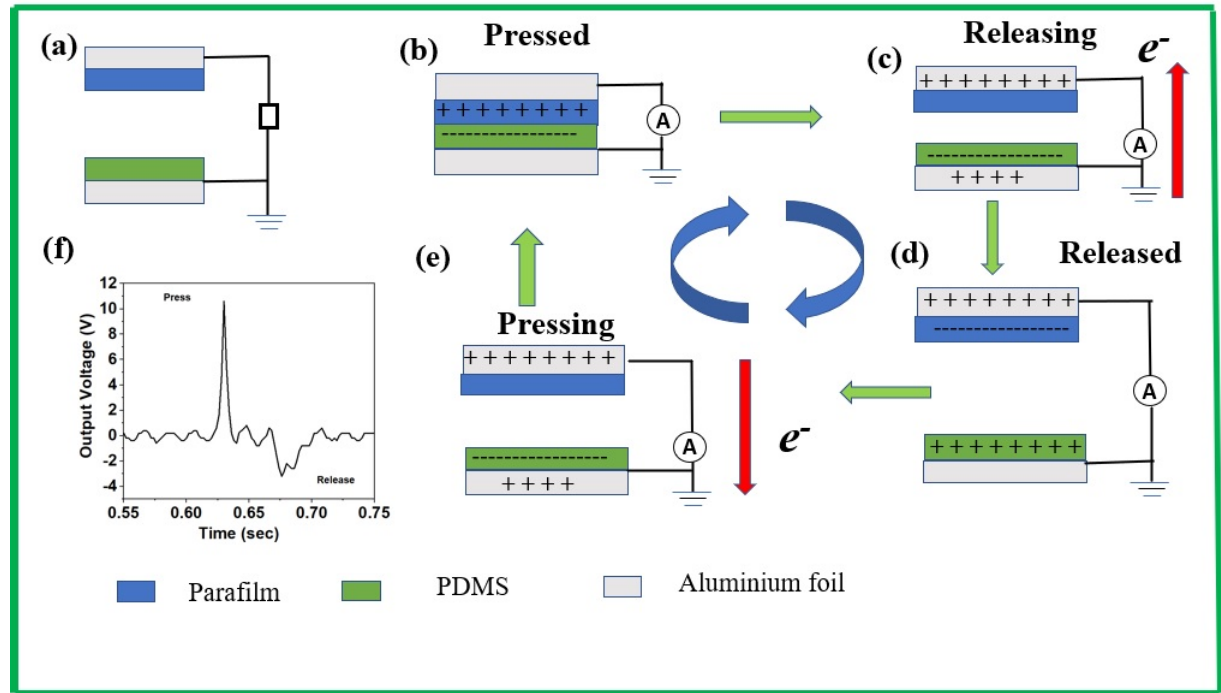 (a)
(b)
Pressed
+ + + + + + + +
----------------
A
Releasing
e-
(c)
+ + + + + + + +
A
-----------------
+ + + +
(f)
12
10
8
6
4
2
0
-2
-4
Output Voltage (V)
Press
Release
0.55
0.60
0.65
0.70
0.75
Time (sec)
(e)
Pressing
+ + + + + + + +
A
-----------------
+ + + +
e-
(d)
Released
+ + + + + + + +
-----------------
A
+ + + + + + + +
Parafilm
PDMS
Aluminium foil